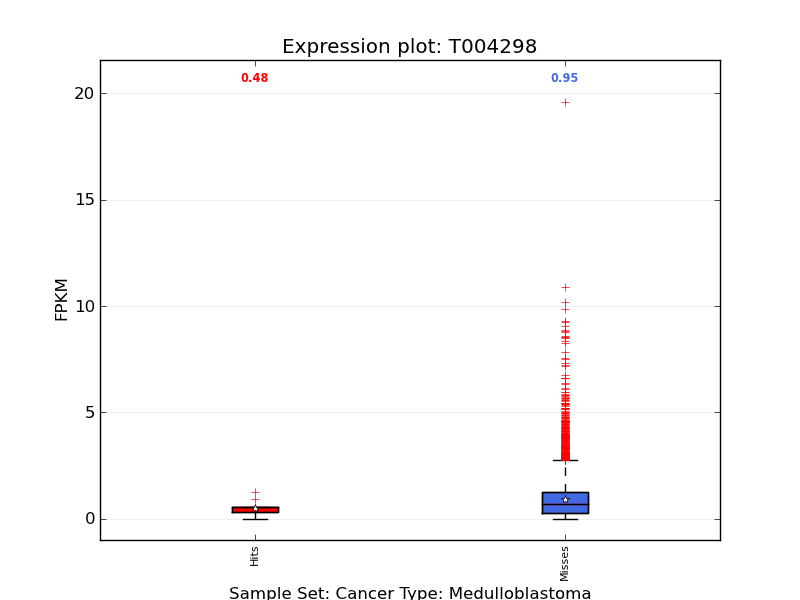 Expression plot: T004298
0.48 0.95
20
15
10
5
0
FPKM
Hits
Misses
Sample Set: Cancer Type: Medulloblastoma